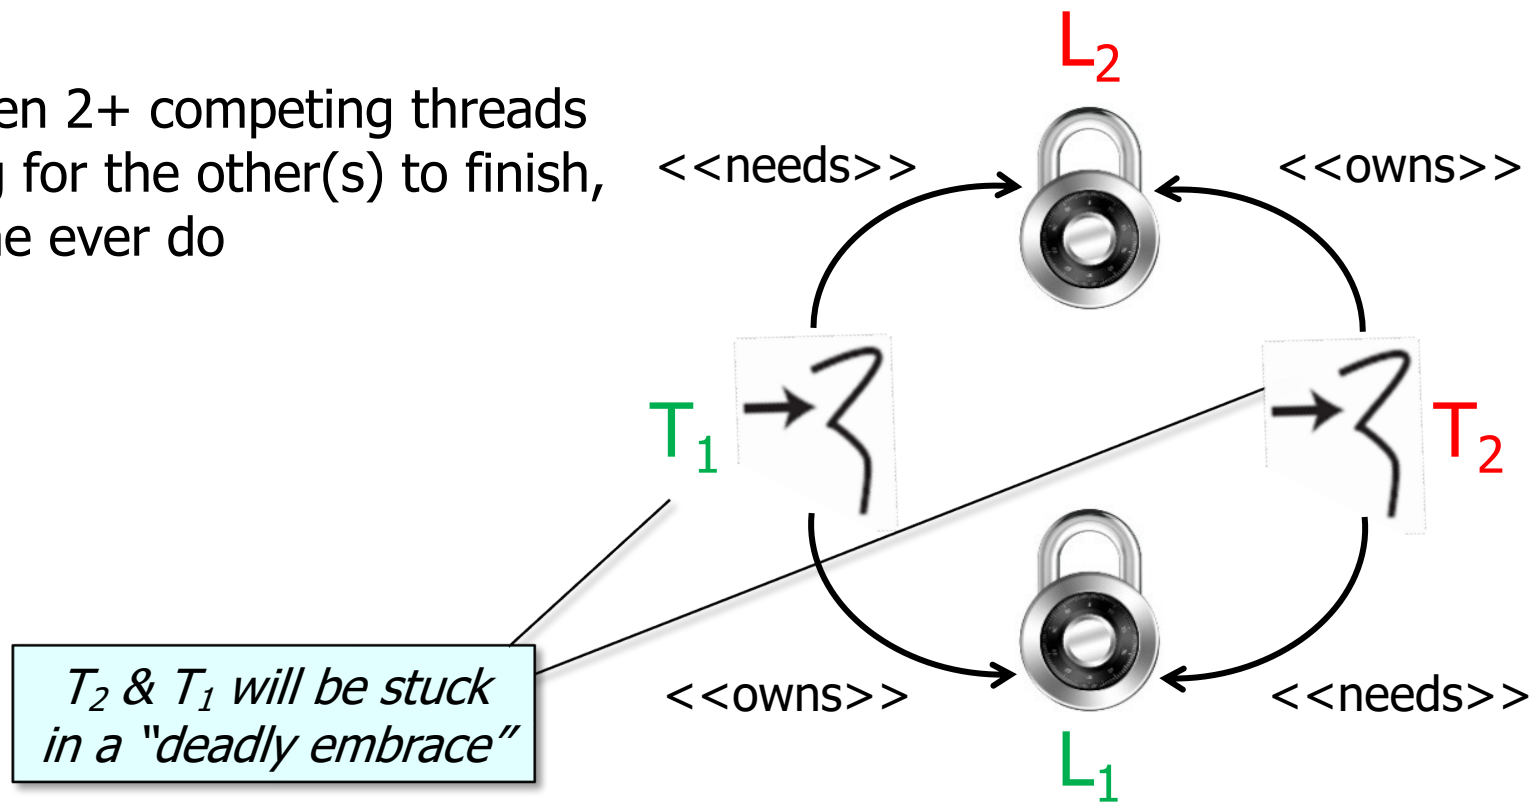 en 2+ competing threads
g for the other(s) to finish,
ne ever do
L₂
<<needs>>
<<owns>>
T₁
T₂
<<owns>>
<<needs>>
L₁
T₂ & T₁ will be stuck
in a “deadly embrace”